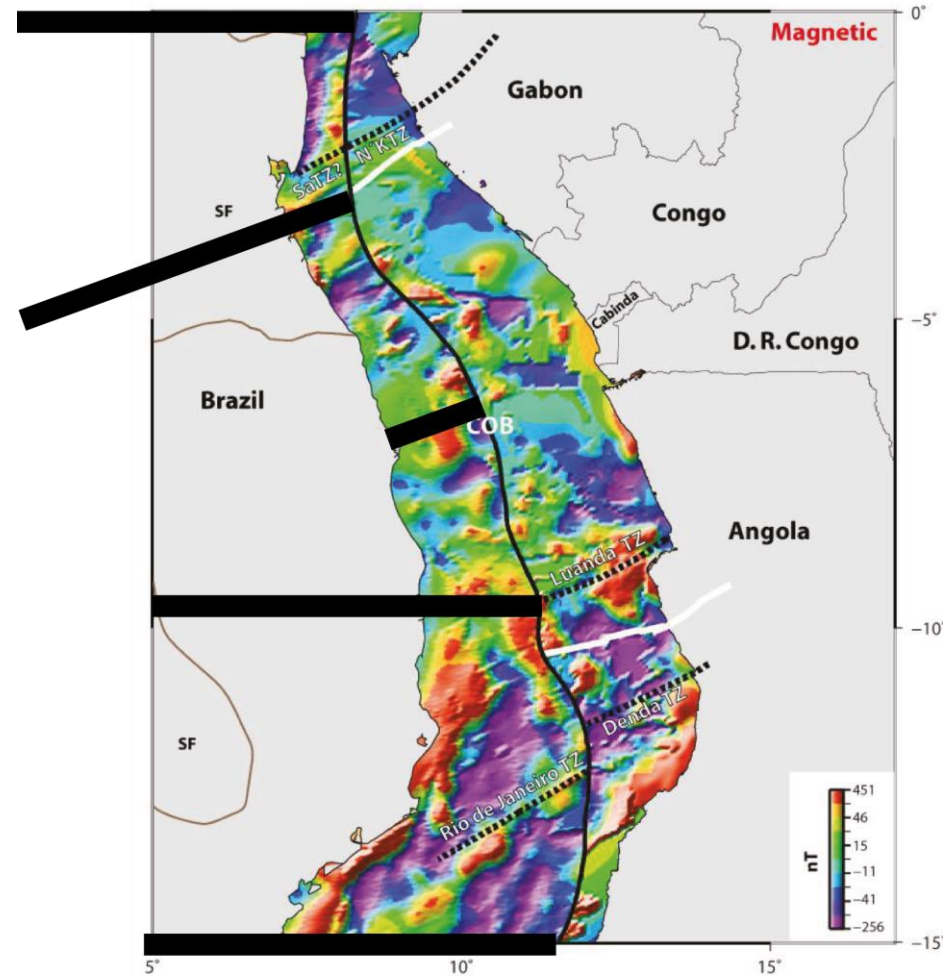 0°
Magnetic
Gabon
SaTZ? N´KTZ
SF
Congo
Cabinda
−5°
D. R. Congo
Brazil
COB
Angola
Luanda TZ
−10°
Denda TZ
SF
Rio de Janeiro TZ
nT
451
46
15
−11
−41
−256
−15°
5°
10°
15°